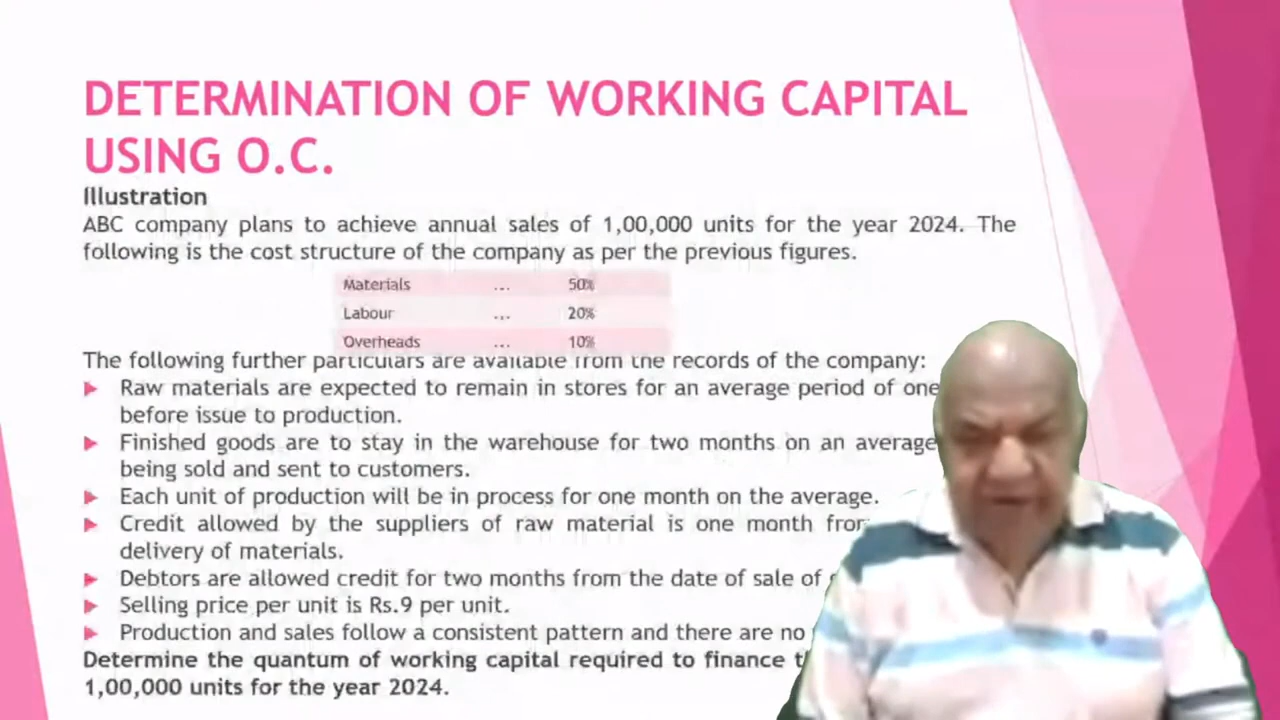 DETERMINATION OF WORKING CAPITAL
USING O.C.
Illustration
ABC company plans to achieve annual sales of 1,00,000 units for the year 2024. The
following is the cost structure of the company as per the previous figures.
Materials ... 50%
Labour ... 20%
Overheads ... 10%
The following further particulars are available from the records of the company:
Raw materials are expected to remain in stores for an average period of one
before issue to production.
Finished goods are to stay in the warehouse for two months on an average
being sold and sent to customers.
Each unit of production will be in process for one month on the average.
Credit allowed by the suppliers of raw material is one month
delivery of materials.
Debtors are allowed credit for two months from the date of sale of
Selling price per unit is Rs.9 per unit.
Production and sales follow a consistent pattern and there are no
Determine the quantum of working capital required to finance
1,00,000 units for the year 2024.